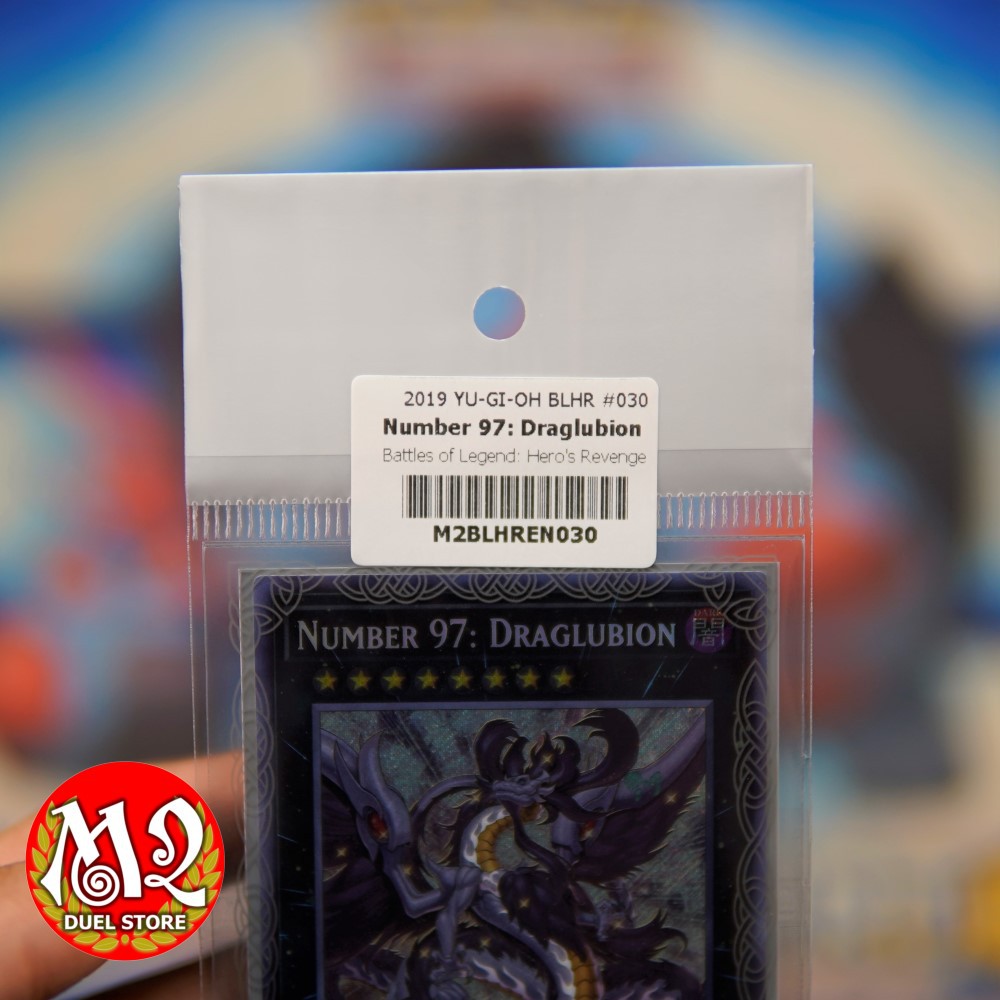 2019 YU-GI-OH BLHR #030
Number 97: Draglubion
Battles of Legend: Hero's Revenge
M2BLHREN030
NUMBER 97: DRAGLUBION
DARK
闇
M2
DUEL STORE